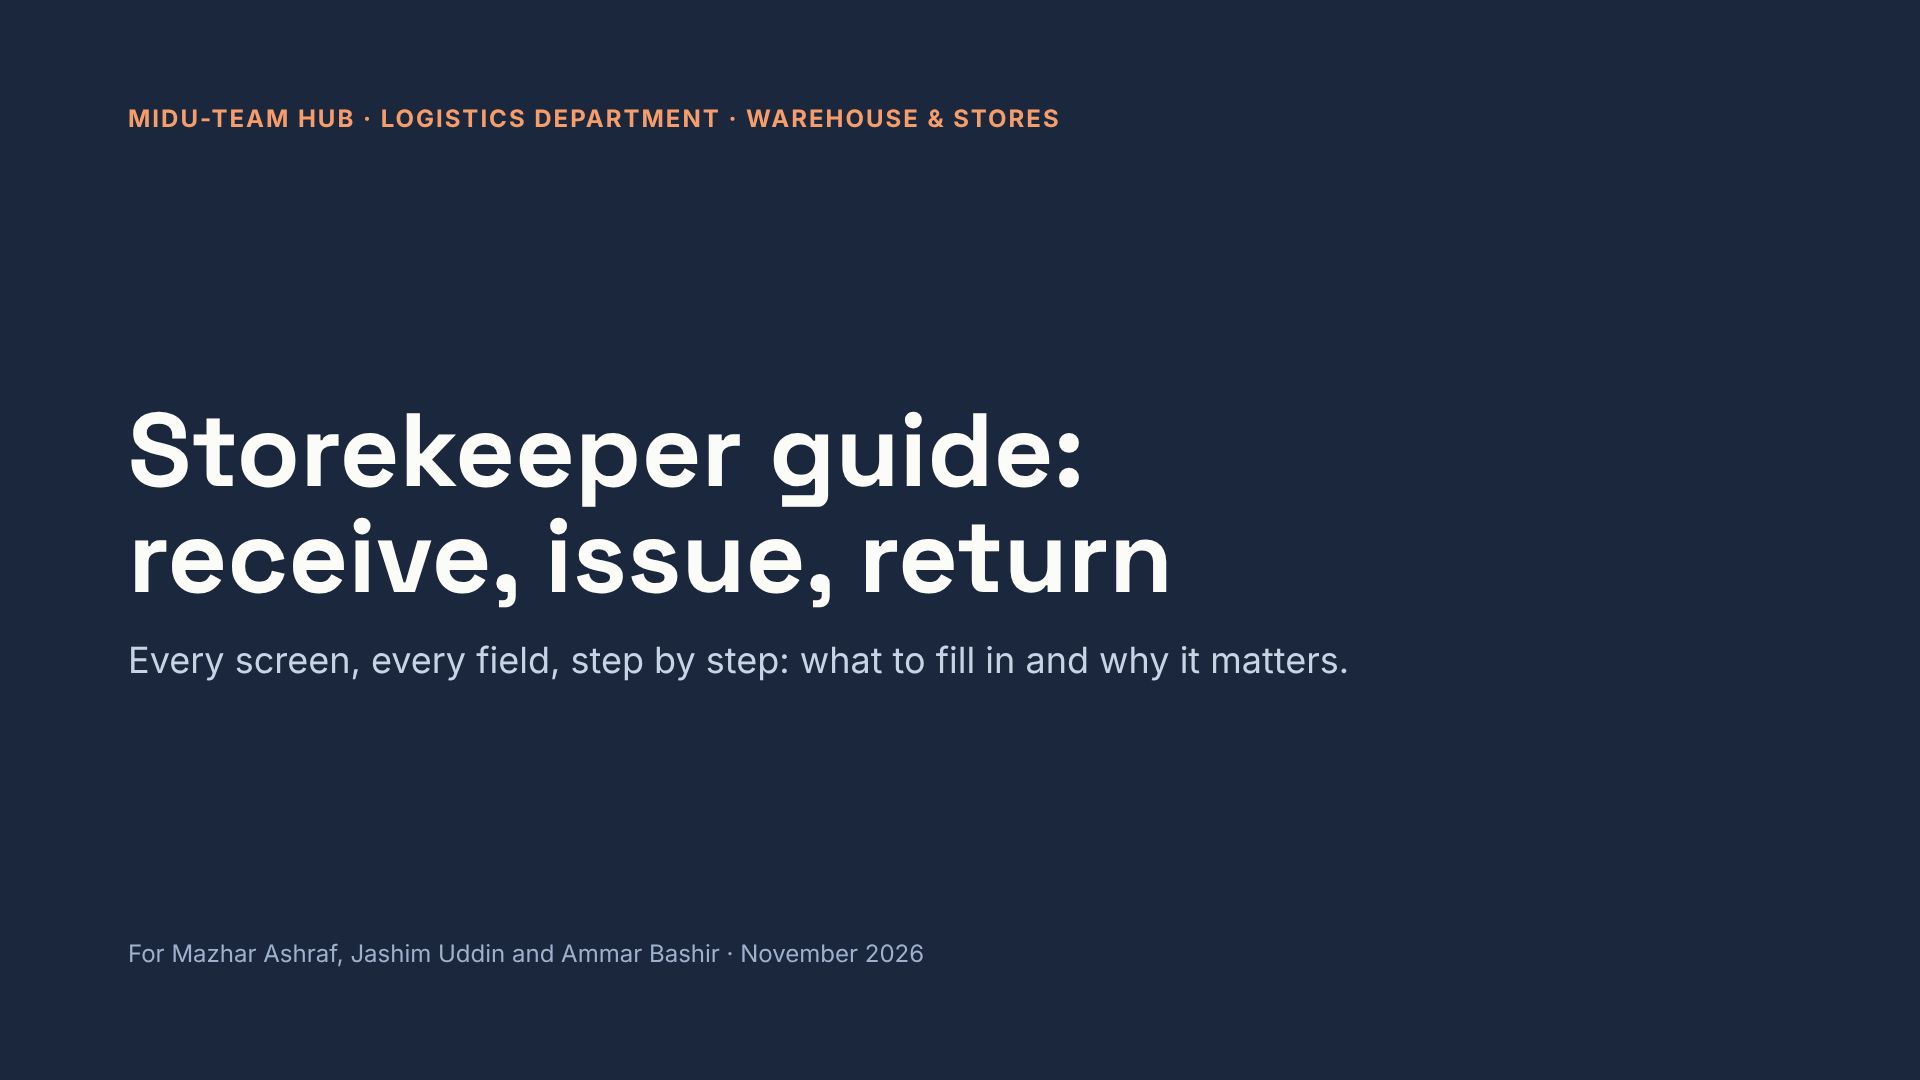 MIDU-TEAM HUB · LOGISTICS DEPARTMENT · WAREHOUSE & STORES
Storekeeper guide:
receive, issue, return
Every screen, every field, step by step: what to fill in and why it matters.
For Mazhar Ashraf, Jashim Uddin and Ammar Bashir · November 2026